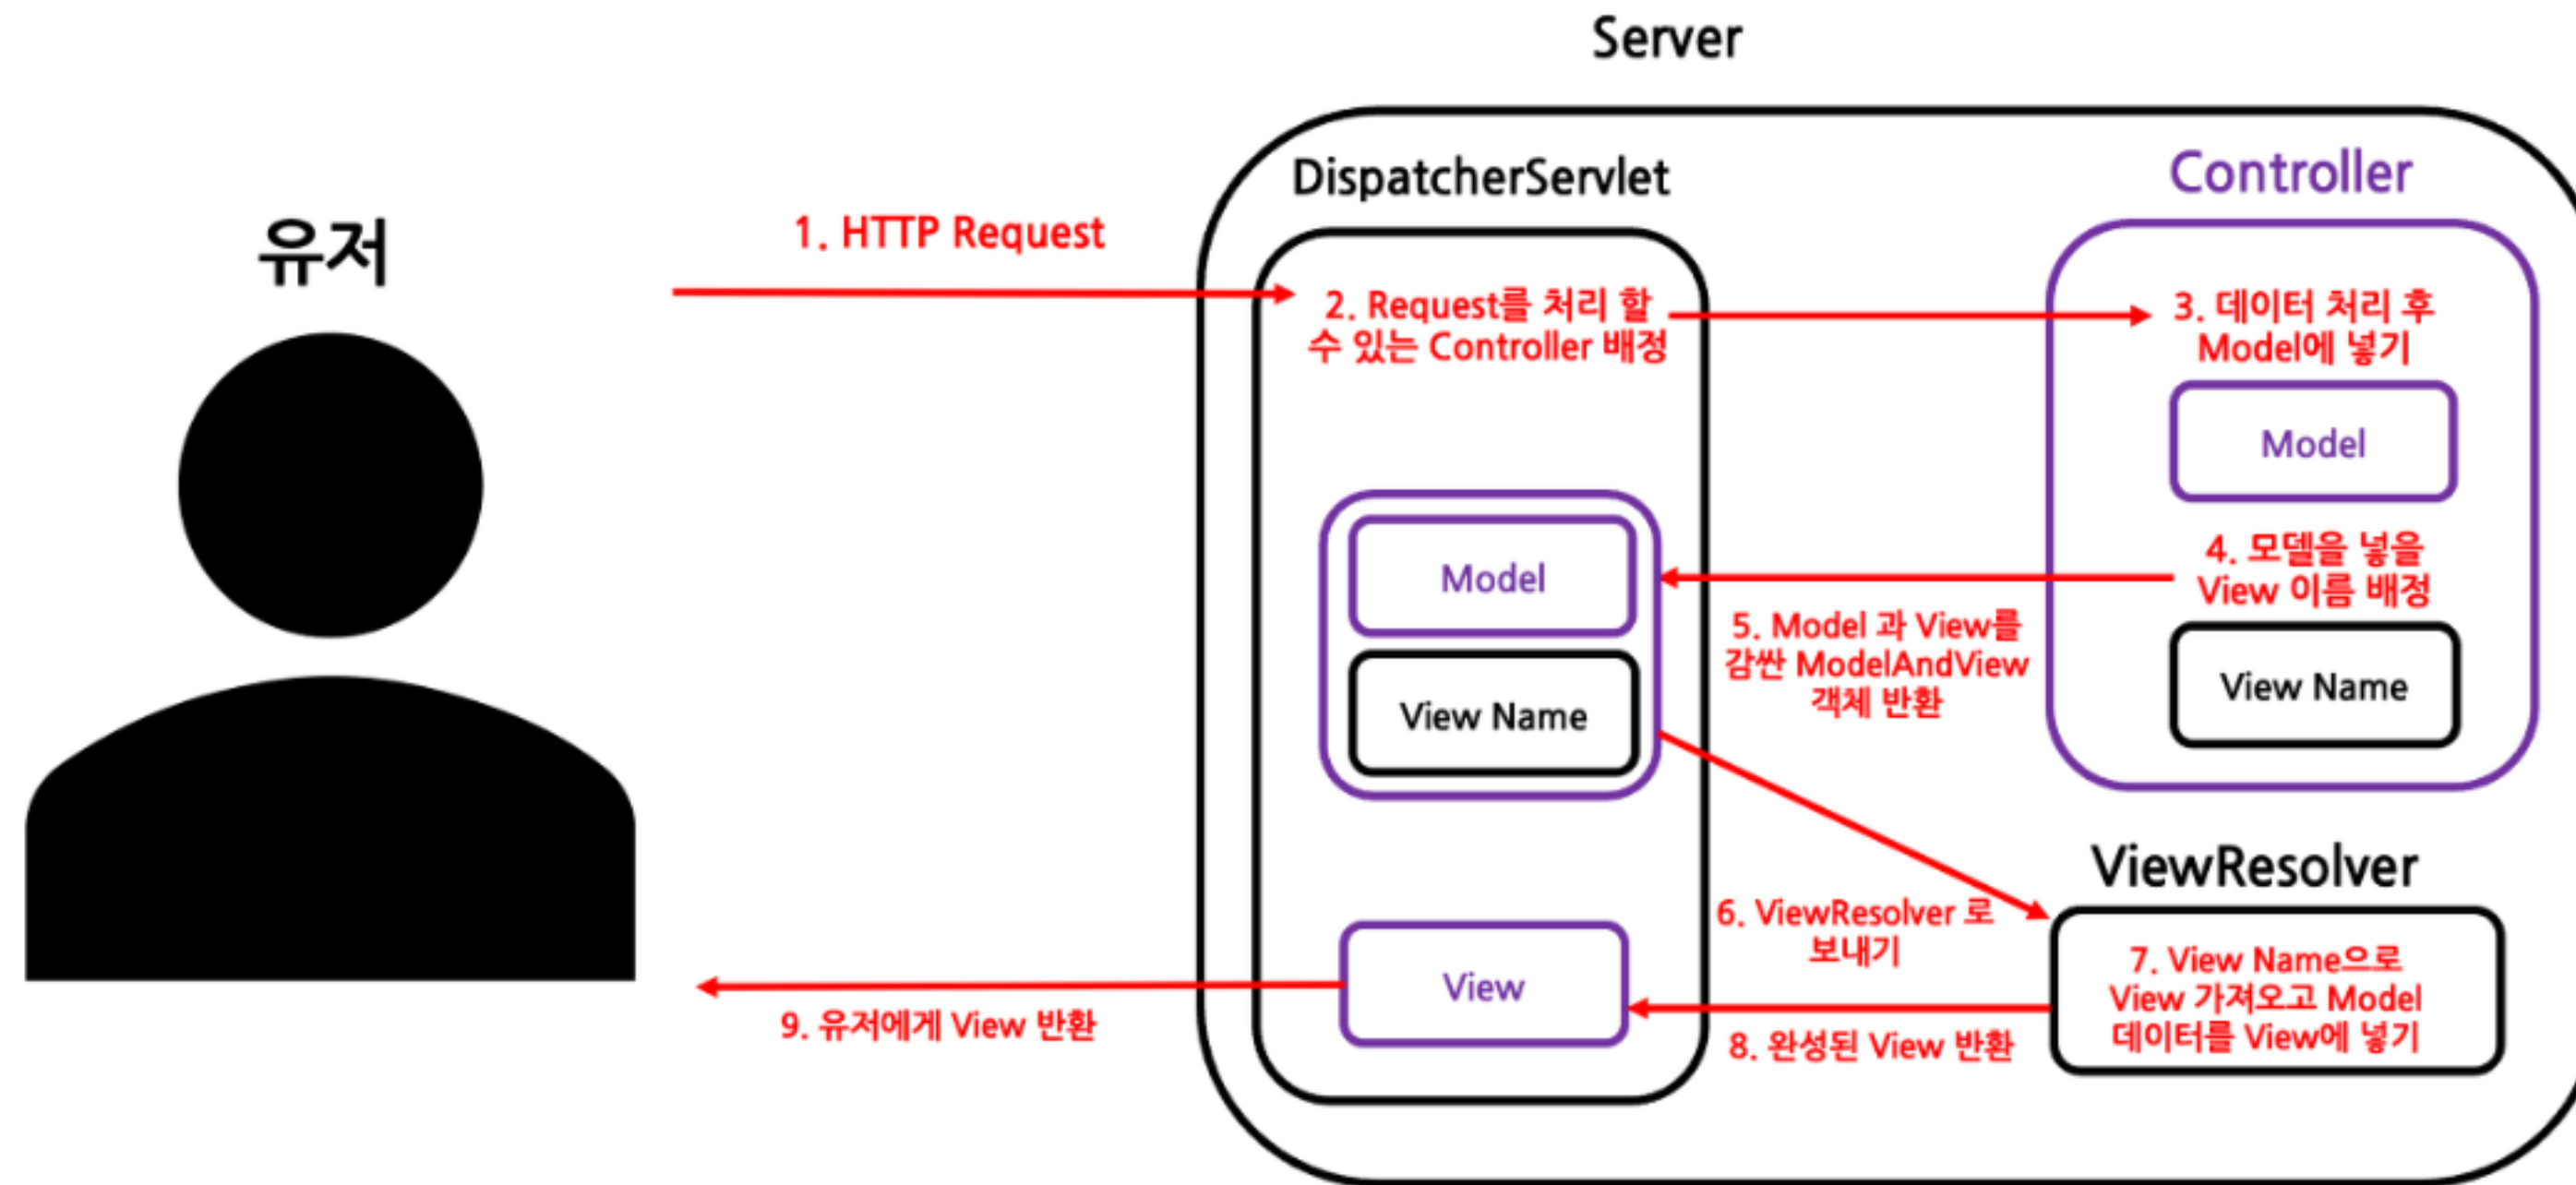 Server
DispatcherServlet
Controller
유저
1. HTTP Request
2. Request를 처리 할
수 있는 Controller 배정
3. 데이터 처리 후
Model에 넣기
Model
4. 모델을 넣을
View 이름 배정
View Name
5. Model 과 View를
감싼 ModelAndView
객체 반환
Model
View Name
ViewResolver
6. ViewResolver 로
보내기
7. View Name으로
View 가져오고 Model
데이터를 View에 넣기
8. 완성된 View 반환
View
9. 유저에게 View 반환